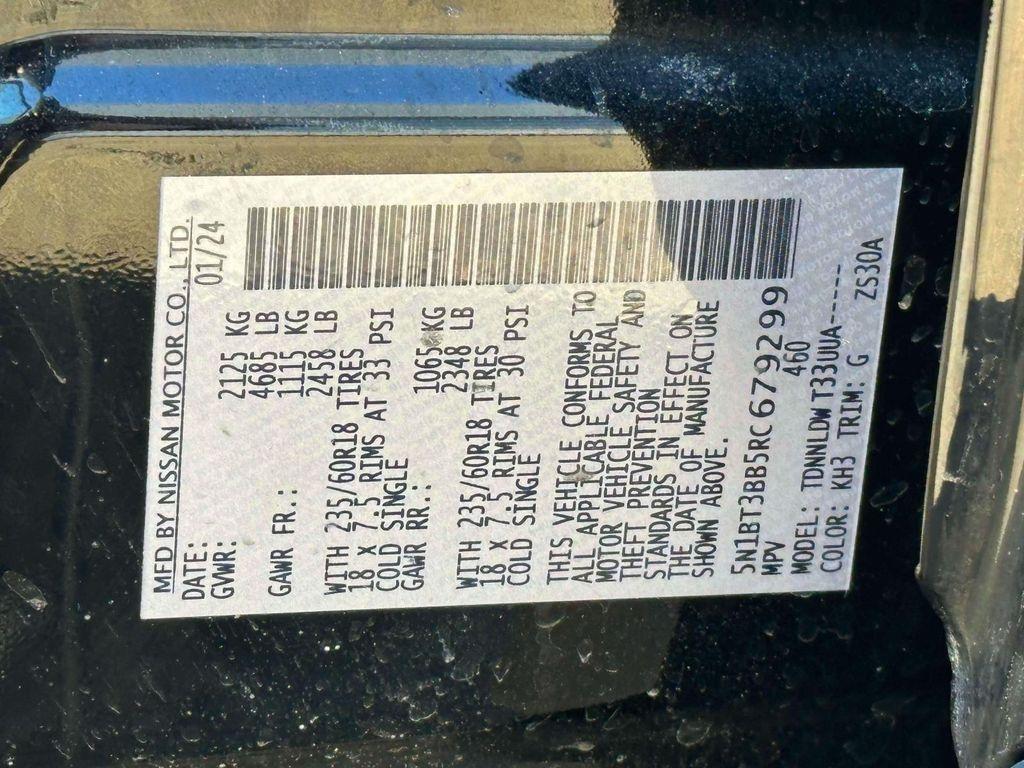 MFD BY NISSAN MOTOR CO., LTD.
DATE: 01/24
GVWR: 2125 KG
4685 LB
GAWR FR.: 1115 KG
2458 LB
WITH 235/60R18 TIRES
18 X 7.5 RIMS AT 33 PSI
COLD SINGLE
GAWR RR.: 1065 KG
2348 LB
WITH 235/60R18 TIRES
18 X 7.5 RIMS AT 30 PSI
COLD SINGLE
THIS VEHICLE CONFORMS TO
ALL APPLICABLE FEDERAL
MOTOR VEHICLE SAFETY AND
THEFT PREVENTION
STANDARDS IN EFFECT ON
THE DATE OF MANUFACTURE
SHOWN ABOVE.
5N1BT3BB5RC679299
MPV 460
MODEL: TDNNLDW T33UUA-----
COLOR: KH3 TRIM: G ZS30A